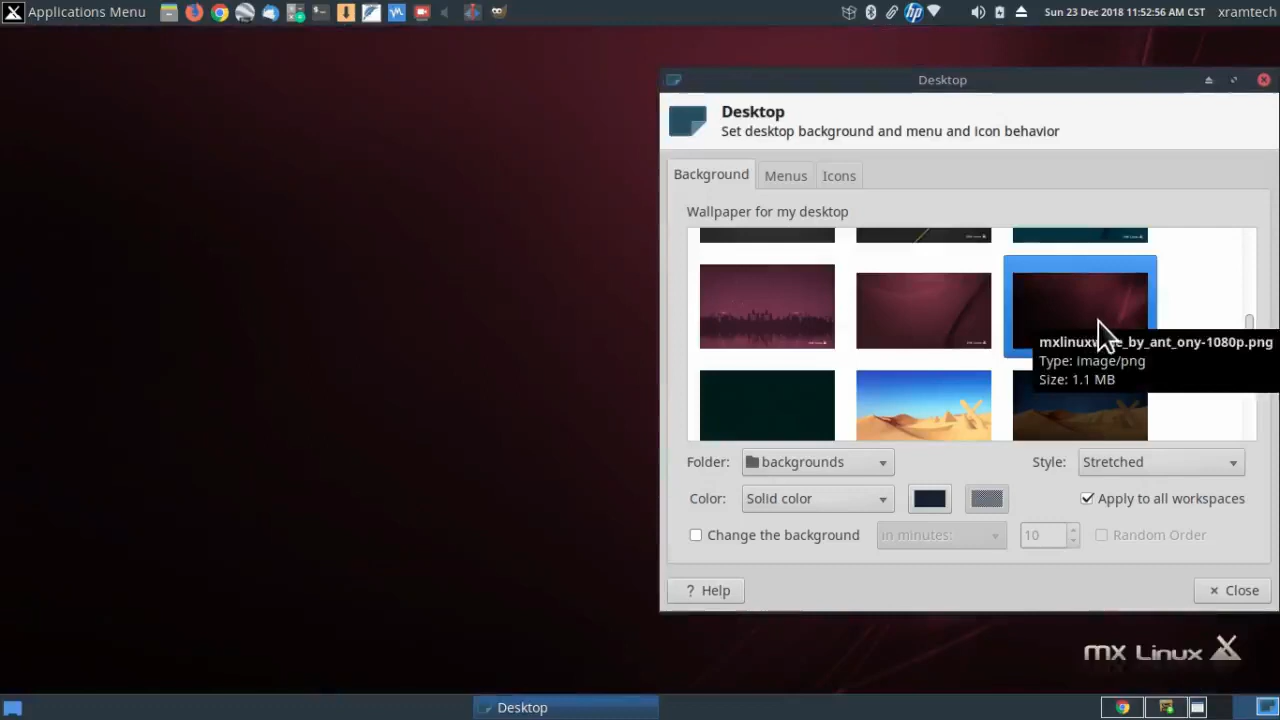 Applications Menu
Sun 23 Dec 2018 11:52:56 AM CST
xramtech
Desktop
Desktop
Set desktop background and menu and icon behavior
Background
Menus
Icons
Wallpaper for my desktop
Type: image/png
Size: 1.1 MB
Folder:
backgrounds
Style:
Stretched
Color:
Solid color
Apply to all workspaces
Change the background
in minutes:
10
Random Order
? Help
Close
MX Linux
Desktop